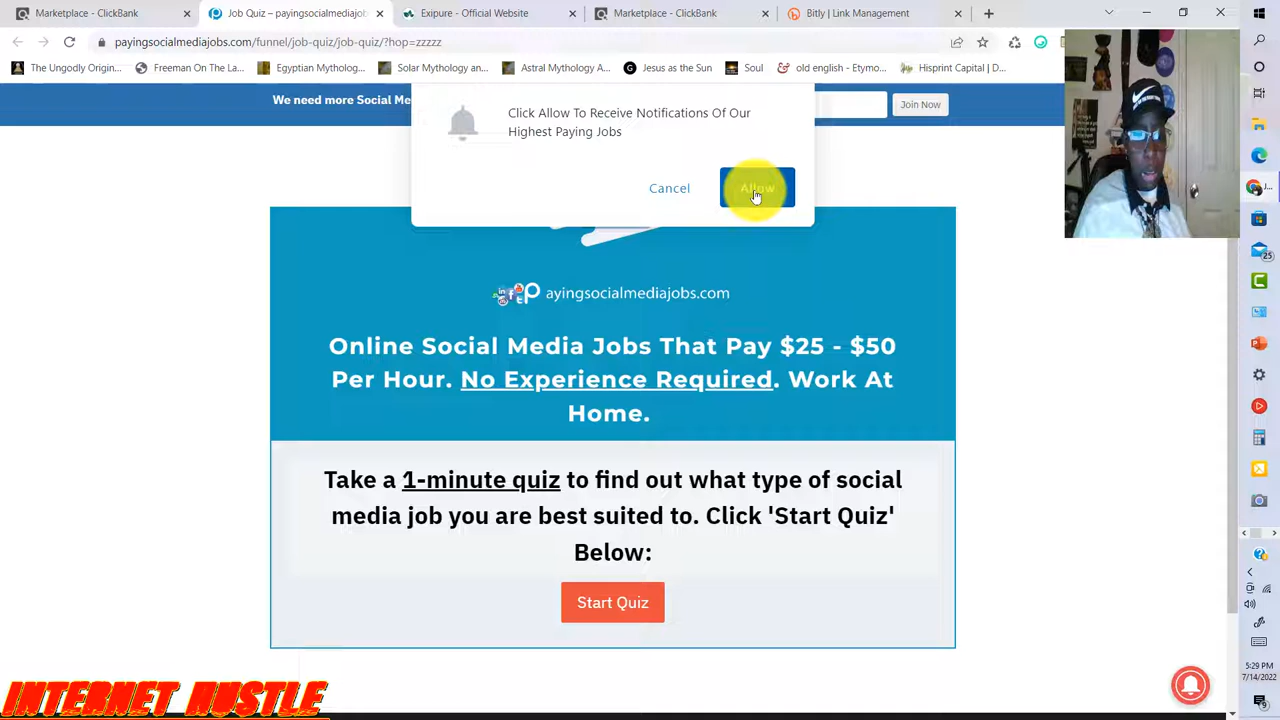 Marketplace - ClickBank
Job Quiz – payingsocialmediajob
Exipure - Official Website
Marketplace - ClickBank
Bitly | Link Management
payingsocialmediajobs.com/funnel/job-quiz/job-quiz/?hop=zzzzz
The Ungodly Origin...
Freeman On The La...
Egyptian Mytholog...
Solar Mythology an...
Astral Mythology A...
Jesus as the Sun
Soul
old english - Etymo...
Hisprint Capital | D...
We need more Social Me
Join Now
Click Allow To Receive Notifications Of Our
Highest Paying Jobs
Cancel
Allow
ayingsocialmediajobs.com
Online Social Media Jobs That Pay $25 - $50
Per Hour. No Experience Required. Work At
Home.
Take a 1-minute quiz to find out what type of social
media job you are best suited to. Click 'Start Quiz'
Below:
Start Quiz
INTERNET HUSTLE
25
5:29 PM
7/14/2022